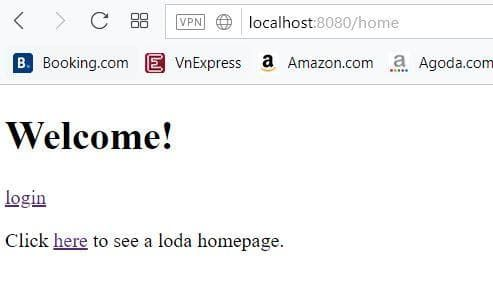 VPN localhost:8080/home
B. Booking.com E VnExpress a Amazon.com a Agoda.com
Welcome!
login
Click here to see a loda homepage.